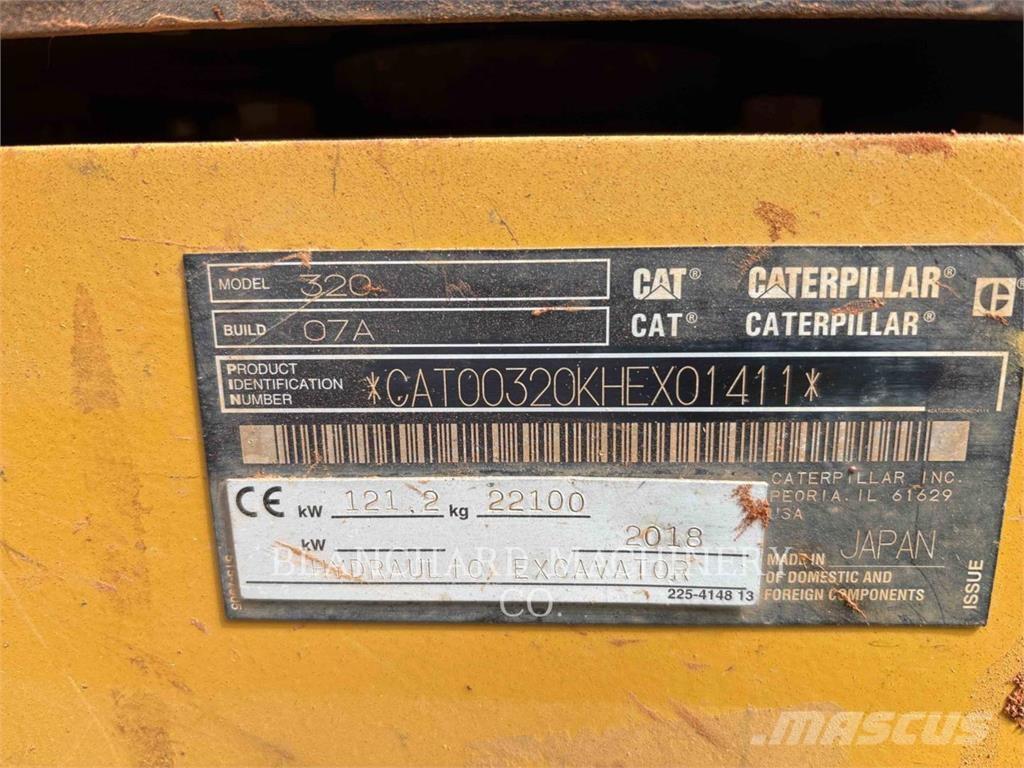 MODEL 320
BUILD 07A
CAT® CATERPILLAR®
CAT® CATERPILLAR®
PRODUCT
IDENTIFICATION
NUMBER
*CAT00320KHEX01411*
CE kW 121.2 kg 22100
kW 2018
HYDRAULIC EXCAVATOR
225-4148 13
CATERPILLAR INC.
PEORIA, IL 61629
USA
MADE IN JAPAN
OF DOMESTIC AND
FOREIGN COMPONENTS
ISSUE
BLANCHARD MACHINERY
CO.
MASCUS